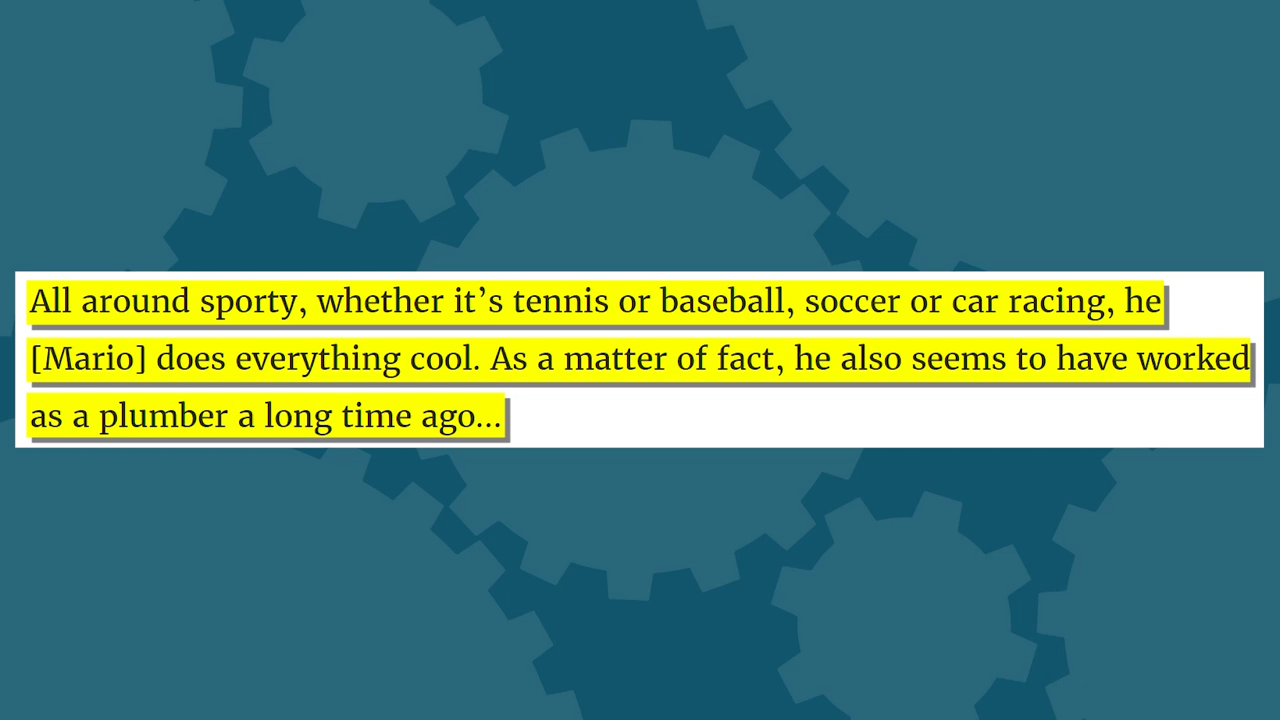 All around sporty, whether it’s tennis or baseball, soccer or car racing, he
[Mario] does everything cool. As a matter of fact, he also seems to have worked
as a plumber a long time ago...